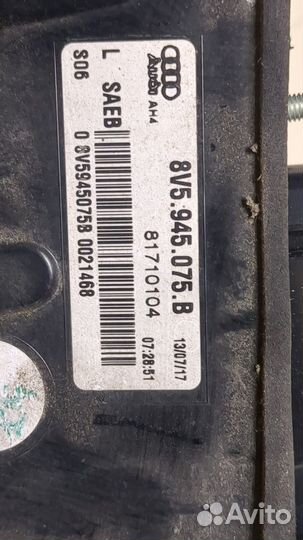 Audi AH4
8V5.945.075.B
L SAEB
81710104
13/07/17
S06
0 8V5945075B 0021468
07:28:51
Avito